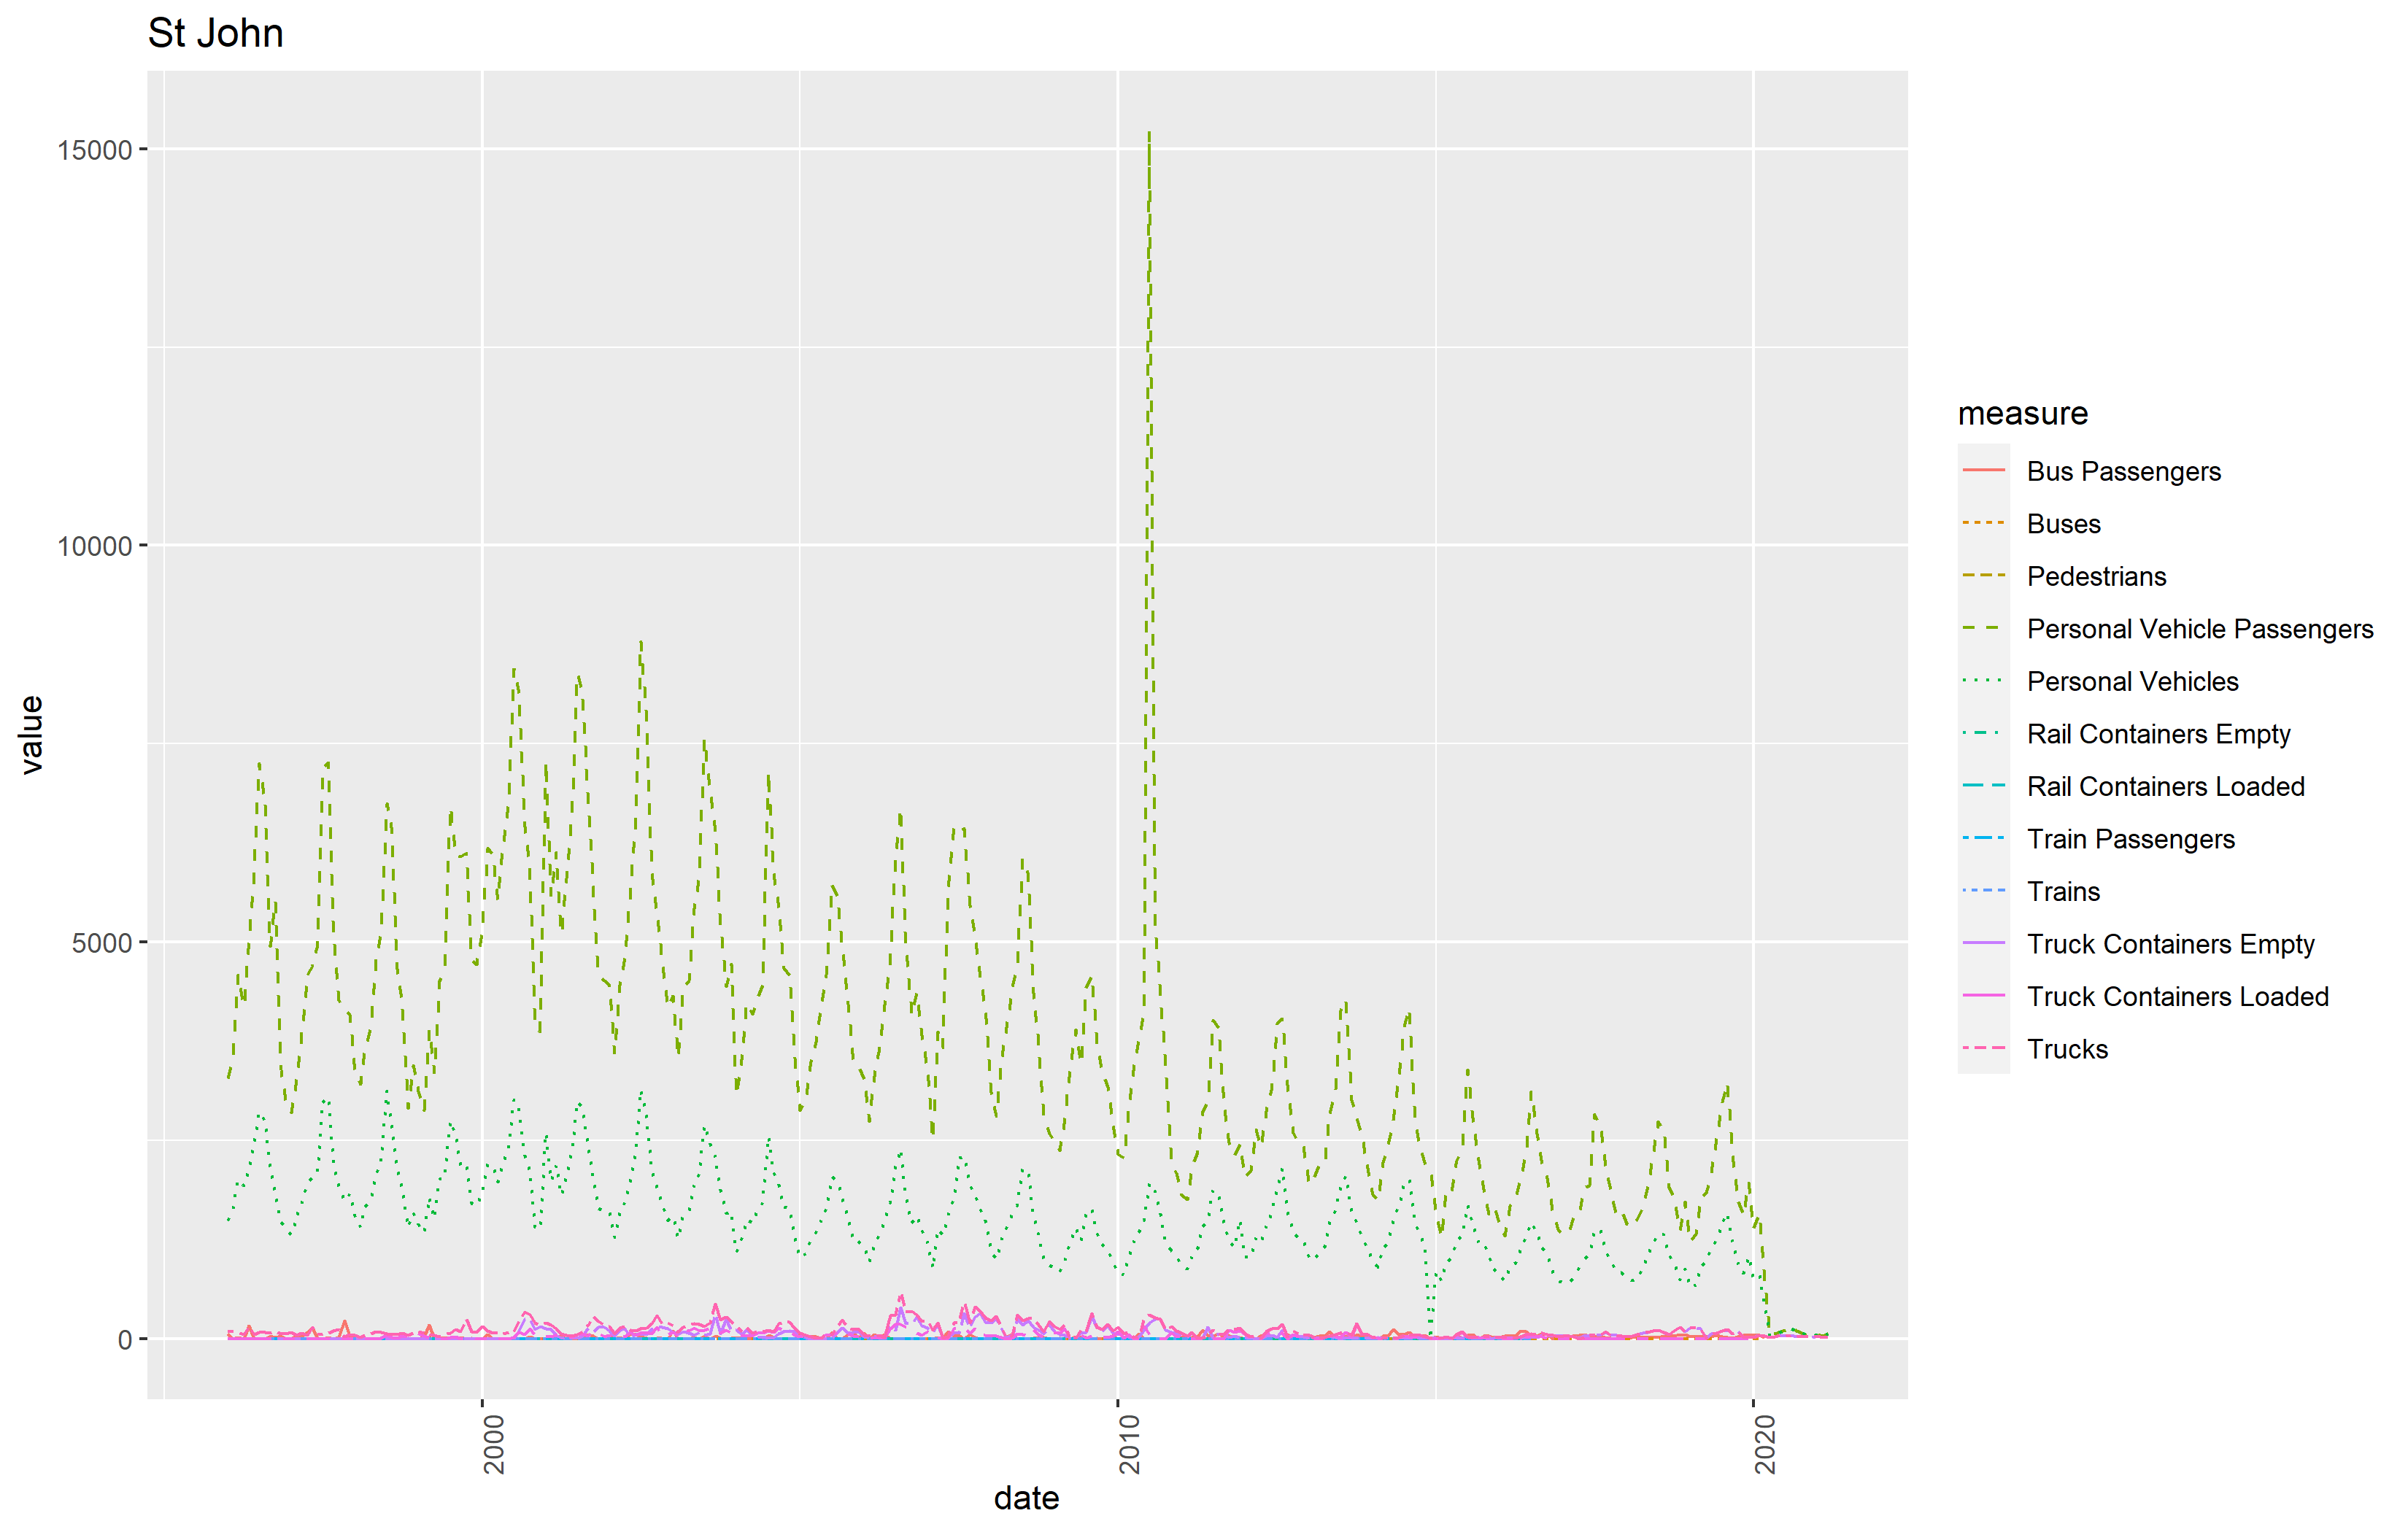 St John
15000
10000
5000
0
value
2000
2010
2020
date
measure
Bus Passengers
Buses
Pedestrians
Personal Vehicle Passengers
Personal Vehicles
Rail Containers Empty
Rail Containers Loaded
Train Passengers
Trains
Truck Containers Empty
Truck Containers Loaded
Trucks